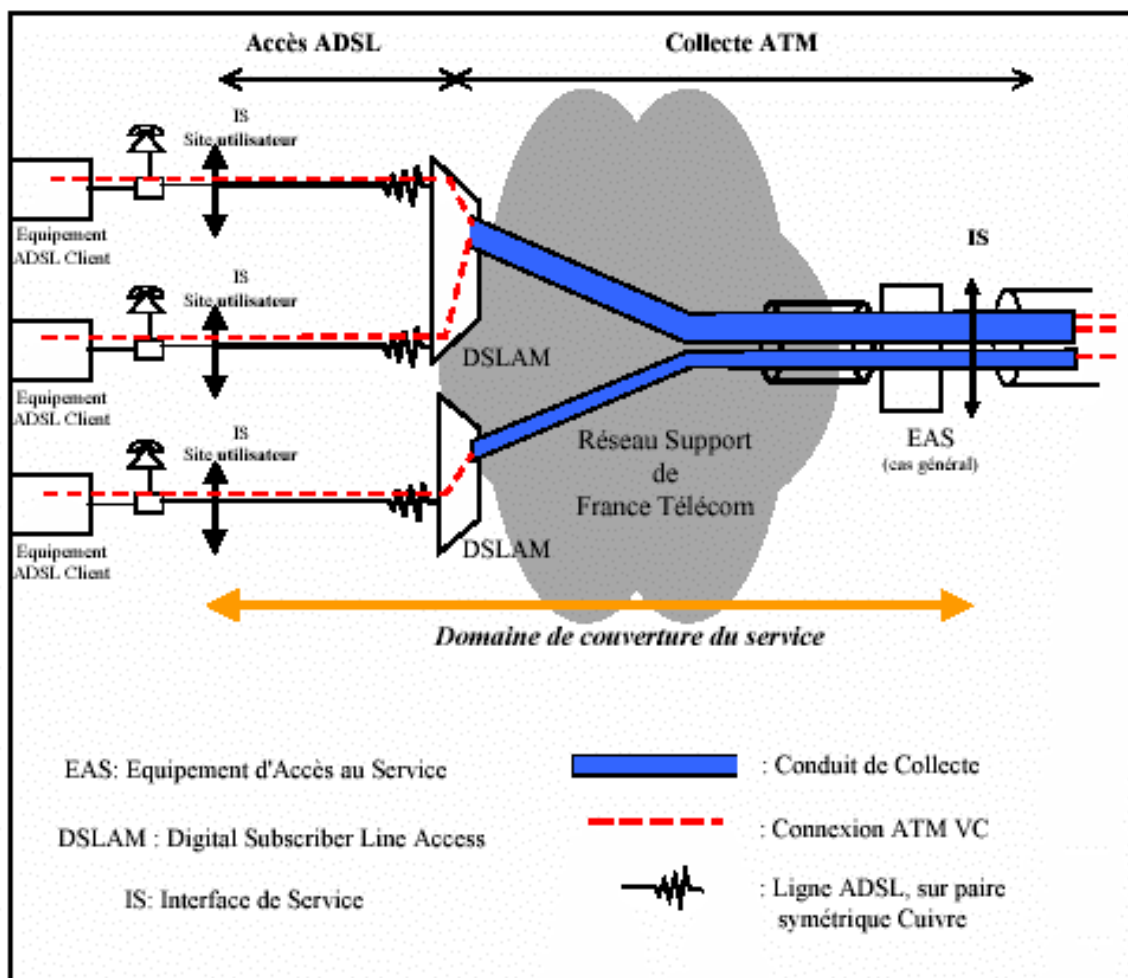 Accès ADSL
Collecte ATM
IS
Site utilisateur
Equipement
ADSL Client
IS
Site utilisateur
IS
DSLAM
Equipement
ADSL Client
IS
Site utilisateur
Réseau Support
de
France Télécom
EAS
(cas général)
DSLAM
Equipement
ADSL Client
Domaine de couverture du service
EAS: Equipement d'Accès au Service
: Conduit de Collecte
DSLAM : Digital Subscriber Line Access
: Connexion ATM VC
IS: Interface de Service
: Ligne ADSL, sur paire
symétrique Cuivre